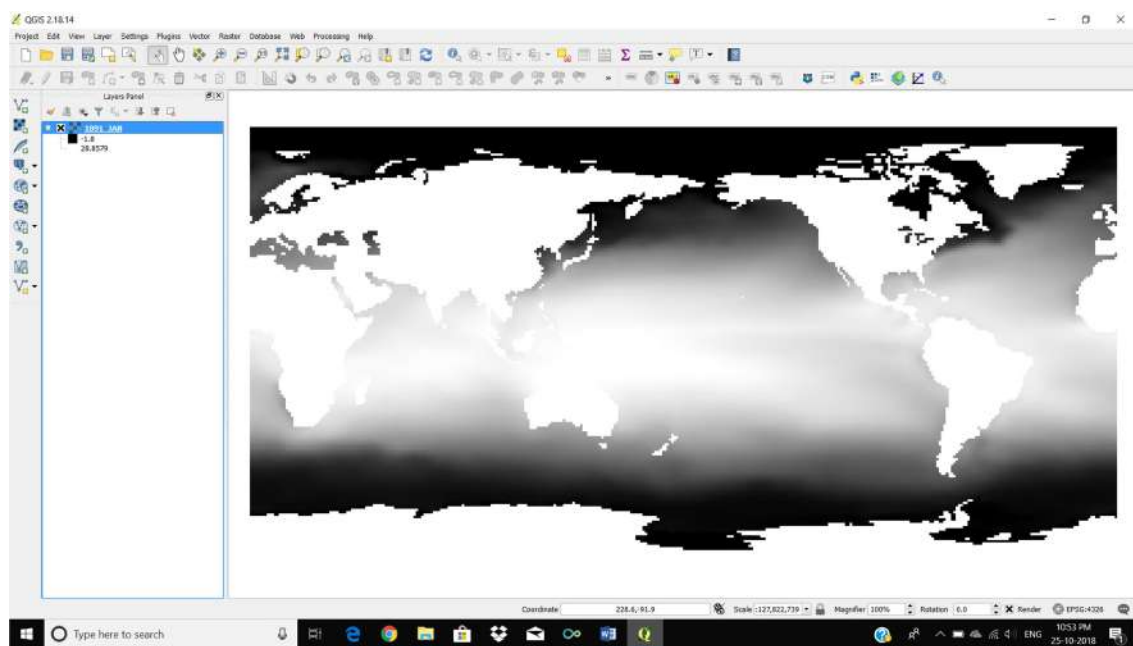 QGIS 2.18.14
Project Edit View Layer Settings Plugins Vector Raster Database Web Processing Help
Layers Panel
1891_JAN
-1.8
28.8579
Coordinate 228.6,-91.9 Scale :127,822,739 Magnifier 100% Rotation 0.0 Render EPSG:4326
Type here to search
ENG
10:53 PM
25-10-2018